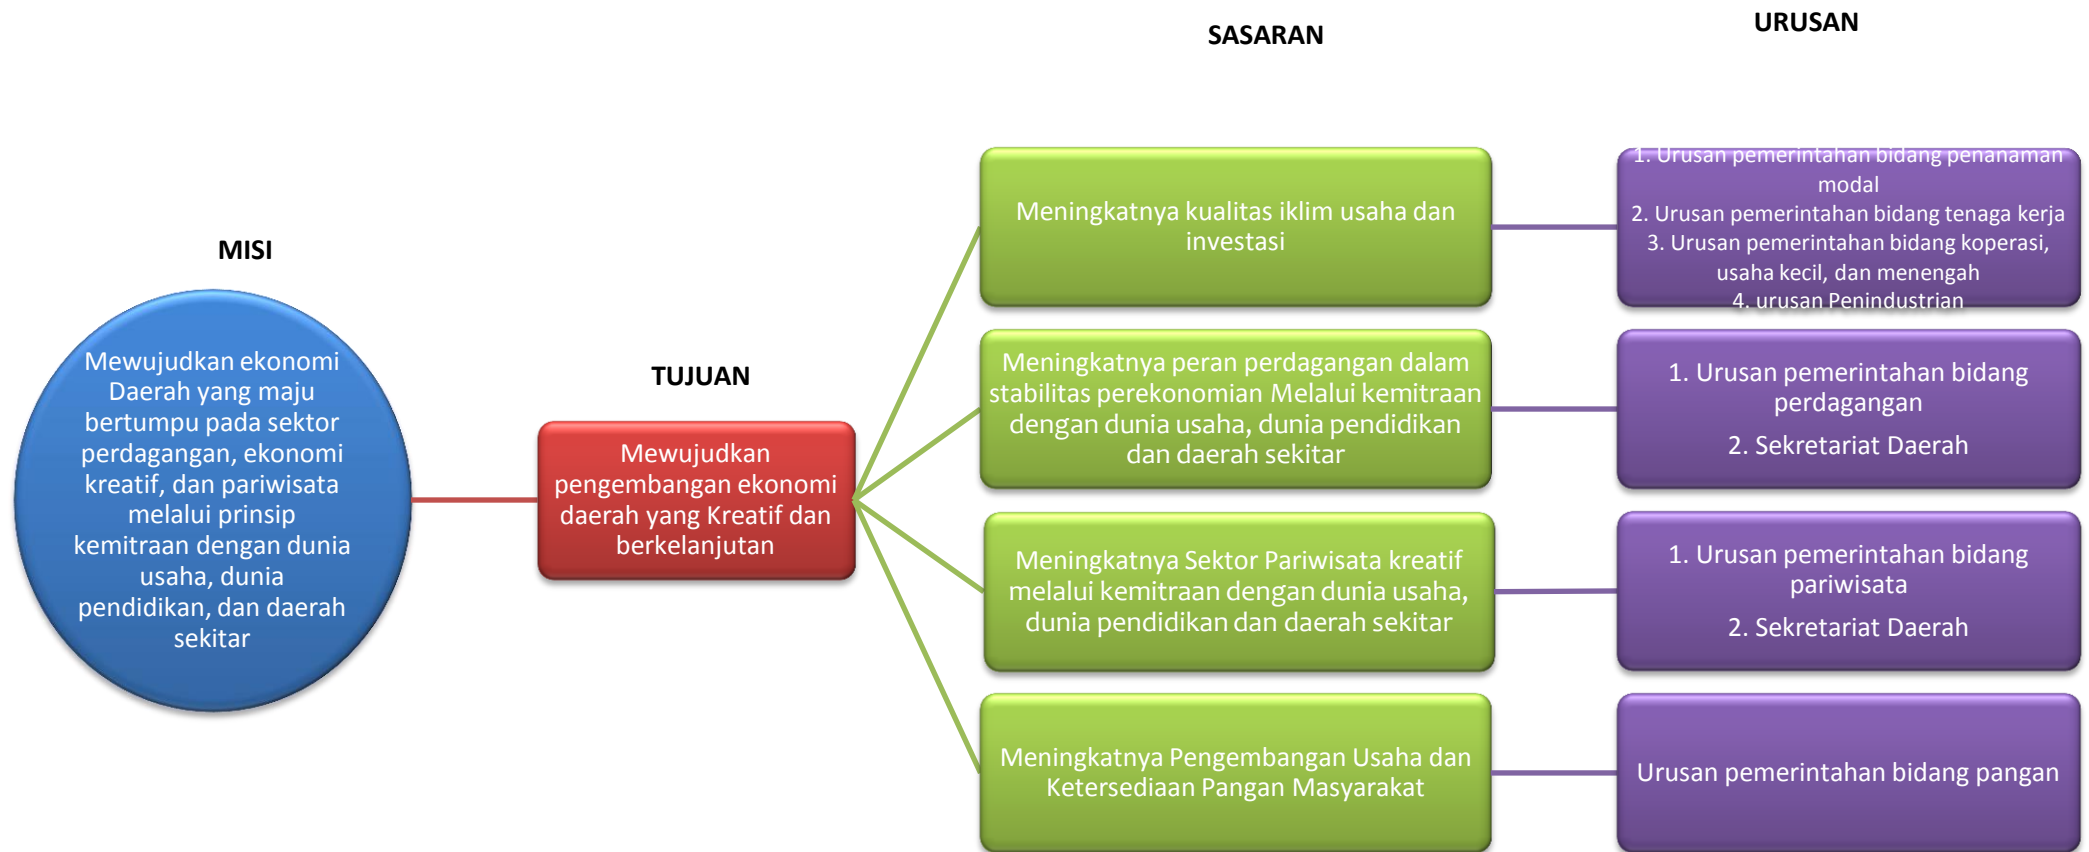 MISI
Mewujudkan ekonomi
Daerah yang maju
bertumpu pada sektor
perdagangan, ekonomi
kreatif, dan pariwisata
melalui prinsip
kemitraan dengan dunia
usaha, dunia
pendidikan, dan daerah
sekitar
TUJUAN
Mewujudkan
pengembangan ekonomi
daerah yang Kreatif dan
berkelanjutan
SASARAN
Meningkatnya kualitas iklim usaha dan
investasi
Meningkatnya peran perdagangan dalam
stabilitas perekonomian Melalui kemitraan
dengan dunia usaha, dunia pendidikan
dan daerah sekitar
Meningkatnya Sektor Pariwisata kreatif
melalui kemitraan dengan dunia usaha,
dunia pendidikan dan daerah sekitar
Meningkatnya Pengembangan Usaha dan
Ketersediaan Pangan Masyarakat
URUSAN
1. Urusan pemerintahan bidang penanaman
modal
2. Urusan pemerintahan bidang tenaga kerja
3. Urusan pemerintahan bidang koperasi,
usaha kecil, dan menengah
4. urusan Penindustrian
1. Urusan pemerintahan bidang
perdagangan
2. Sekretariat Daerah
1. Urusan pemerintahan bidang
pariwisata
2. Sekretariat Daerah
Urusan pemerintahan bidang pangan